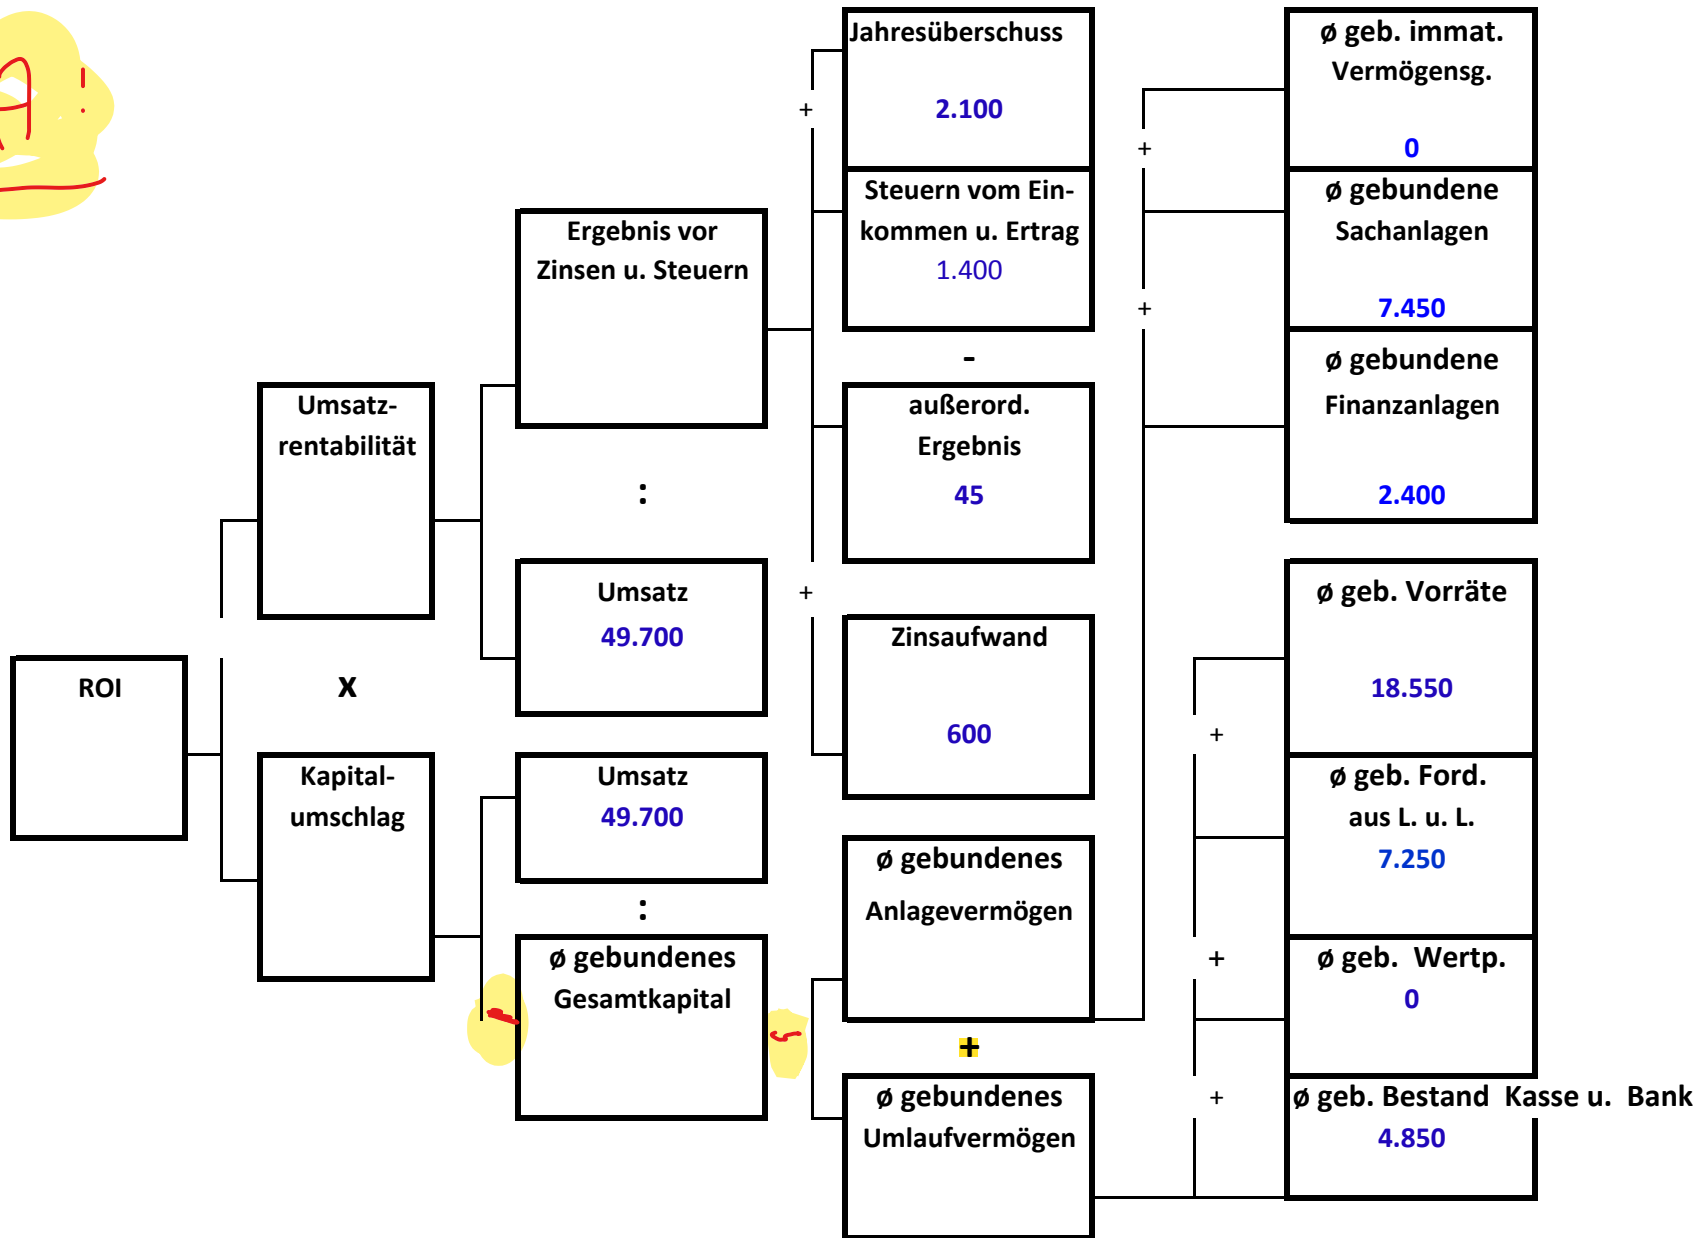 Jahresüberschuss
2.100
ø geb. immat.
Vermögensg.
0
+
+
Steuern vom Ein-
kommen u. Ertrag
1.400
ø gebundene
Sachanlagen
7.450
+
Ergebnis vor
Zinsen u. Steuern
-
ø gebundene
Finanzanlagen
2.400
Umsatz-
rentabilität
außerord.
Ergebnis
45
:
Umsatz
49.700
+
Zinsaufwand
600
ø geb. Vorräte
18.550
ROI
x
+
Kapital-
umschlag
Umsatz
49.700
ø geb. Ford.
aus L. u. L.
7.250
:
ø gebundenes
Anlagevermögen
ø gebundenes
Gesamtkapital
+
ø geb. Wertp.
0
+
ø gebundenes
Umlaufvermögen
+
ø geb. Bestand Kasse u. Bank
4.850